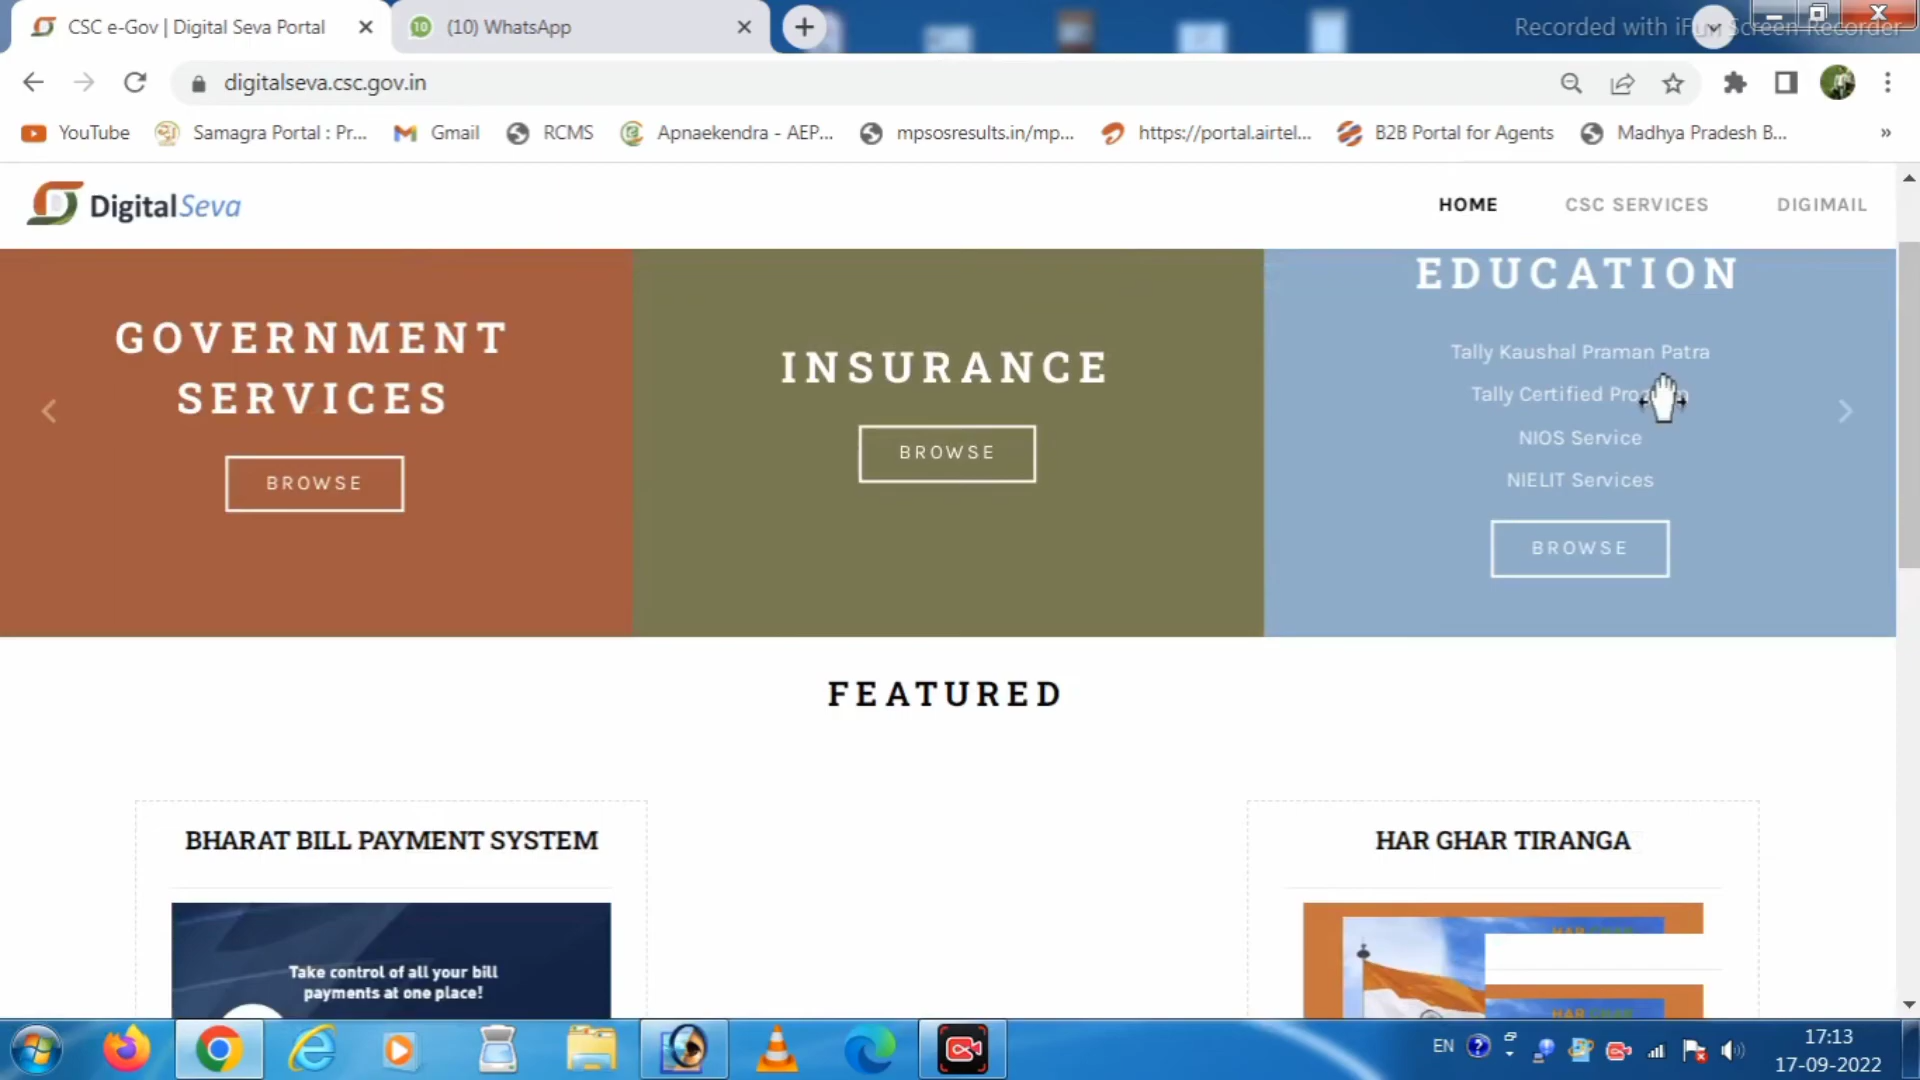 CSC e-Gov | Digital Seva Portal
10
(10) WhatsApp
Recorded with iFun Screen Recorder
digitalseva.csc.gov.in
YouTube
Samagra Portal : Pr...
Gmail
RCMS
Apnaekendra - AEP...
mpsosresults.in/mp...
https://portal.airtel...
B2B Portal for Agents
Madhya Pradesh B...
»
DigitalSeva
HOME
CSC SERVICES
DIGIMAIL
GOVERNMENT
SERVICES
BROWSE
INSURANCE
BROWSE
EDUCATION
Tally Kaushal Praman Patra
Tally Certified Program
NIOS Service
NIELIT Services
BROWSE
FEATURED
BHARAT BILL PAYMENT SYSTEM
Take control of all your bill
payments at one place!
HAR GHAR TIRANGA
EN
17:13
17-09-2022